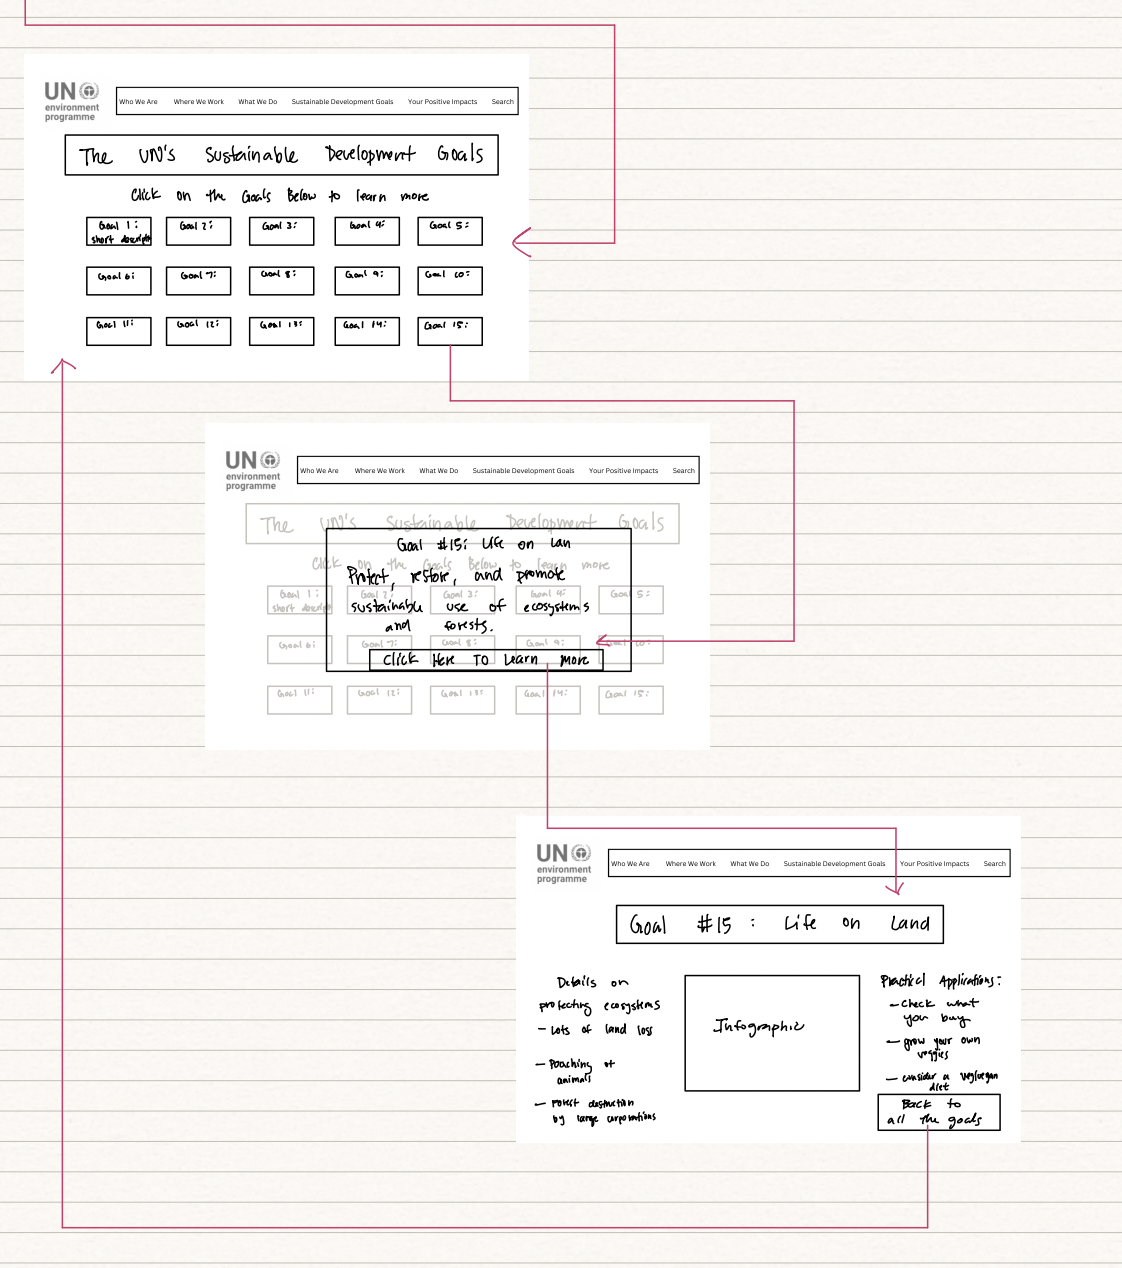 UN
environment
programme
Who We Are Where We Work What We Do Sustainable Development Goals Your Positive Impacts Search
The UN's Sustainable Development Goals
Click on the Goals Below to learn more
Goal 1: Goal 2: Goal 3: Goal 4: Goal 5:
short descript
Goal 6: Goal 7: Goal 8: Goal 9: Goal 10:
Goal 11: Goal 12: Goal 13: Goal 14: Goal 15:
UN
environment
programme
Who We Are Where We Work What We Do Sustainable Development Goals Your Positive Impacts Search
The UN's Sustainable Development Goals
Goal #15: Life on Lan
Click on the Goals Below to learn more
Protect, restore, and promote
Goal 1: Goal 2: Goal 3: Goal 4: Goal 5:
short descript
sustainable use of ecosystems
and forests.
Goal 6: Goal 7: Goal 8: Goal 9: Goal 10:
Click Here To Learn More
Goal 11: Goal 12: Goal 13: Goal 14: Goal 15:
UN
environment
programme
Who We Are Where We Work What We Do Sustainable Development Goals Your Positive Impacts Search
Goal #15: Life on Land
Details on
protecting ecosystems
- Lots of land loss
- Poaching of
animals
- Forest destruction
by large corporations
Infographic
Practical Applications:
- Check what
you buy
- grow your own
veggies
- consider a veg/vegan
diet
Back to
all the goals